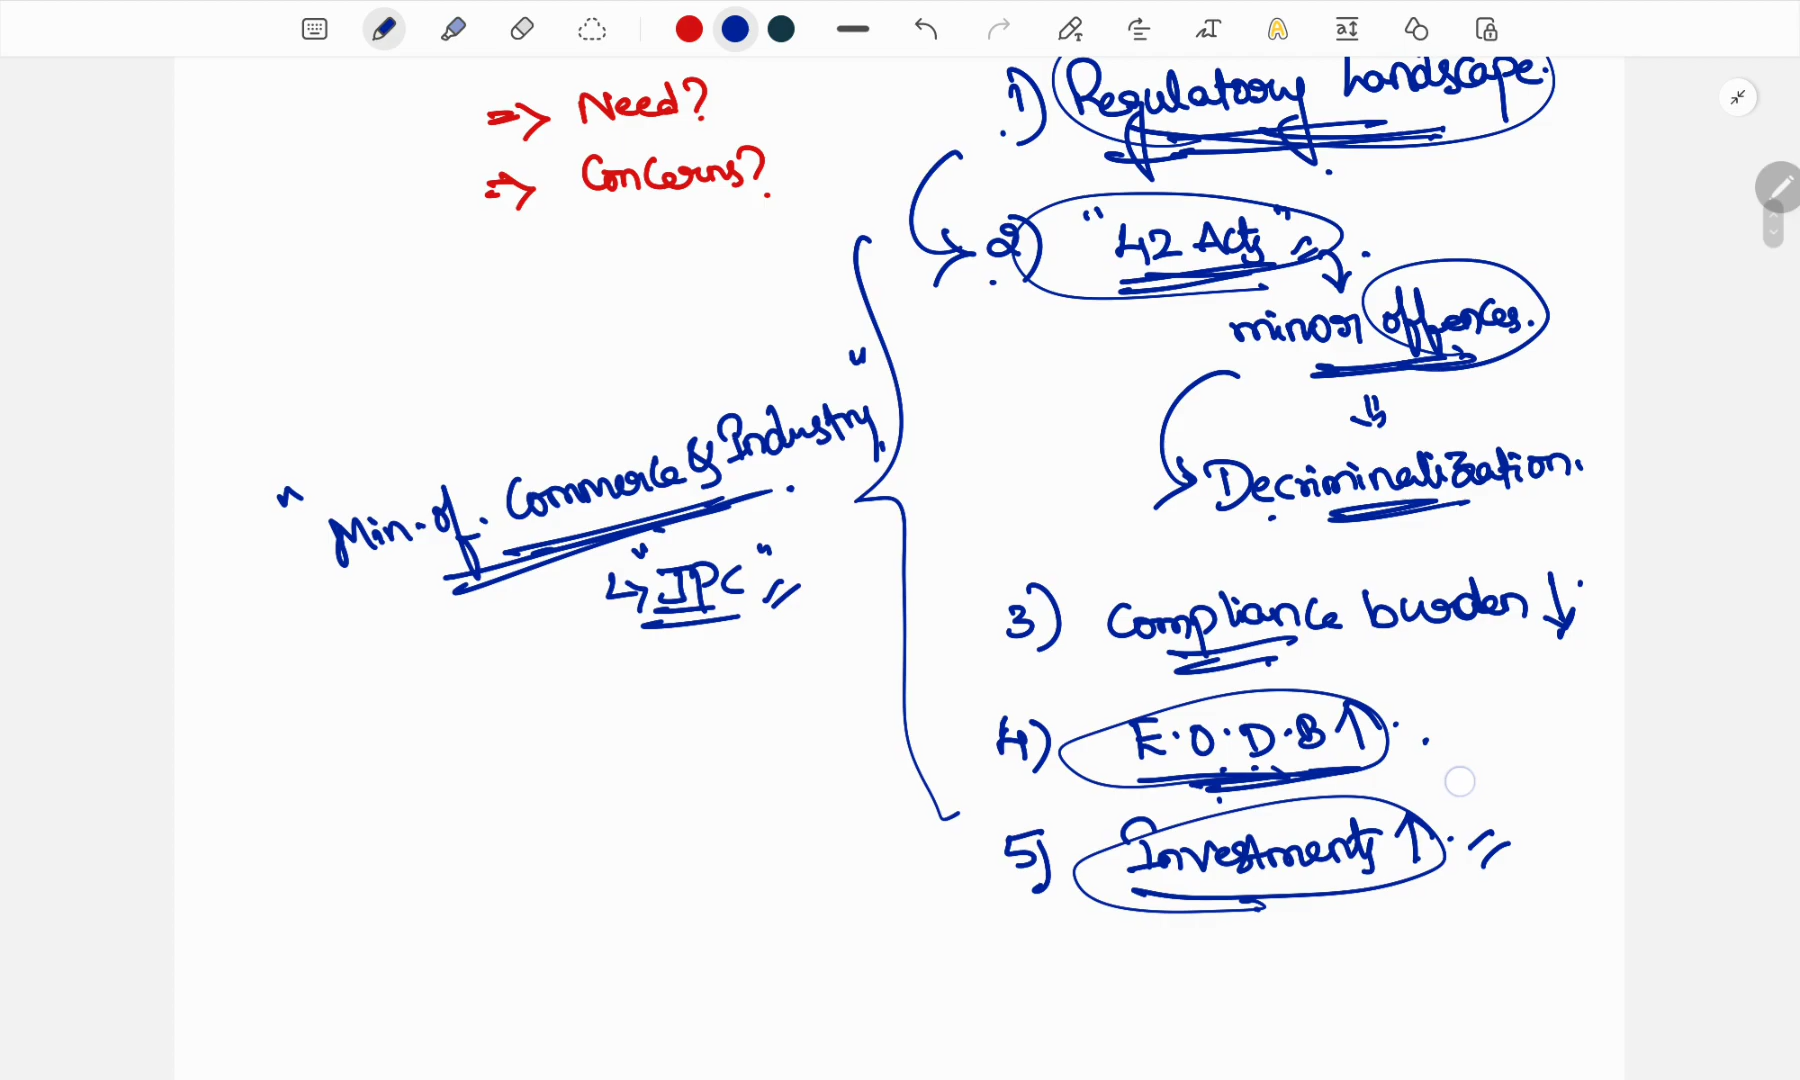 => Need?
=> Concerns?
"Min. of. Commerce & Industry"
↳ "JPC"
1) Regulatory Landscape.
2) "42 Acts"
minor offences.
⇓
Decriminalization.
3) Compliance burden ↓
4) E.O.D.B ↑
5) Investments ↑